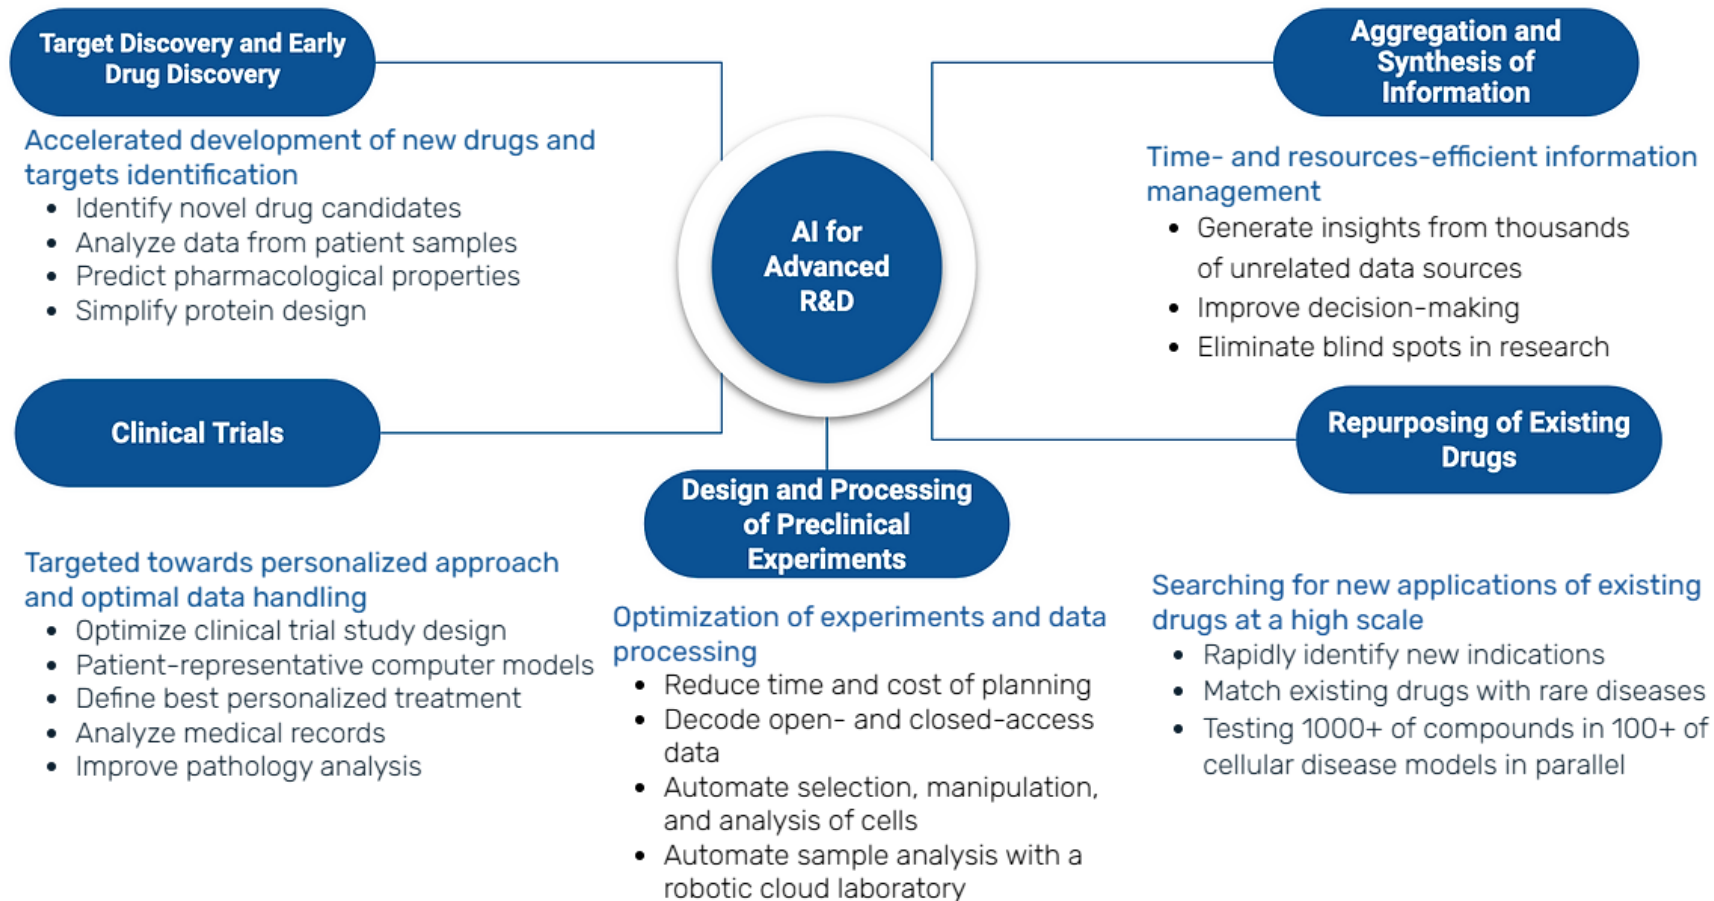 Target Discovery and Early
Drug Discovery
Accelerated development of new drugs and
targets identification
• Identify novel drug candidates
• Analyze data from patient samples
• Predict pharmacological properties
• Simplify protein design
Aggregation and
Synthesis of
Information
Time- and resources-efficient information
management
• Generate insights from thousands
of unrelated data sources
• Improve decision-making
• Eliminate blind spots in research
AI for
Advanced
R&D
Clinical Trials
Targeted towards personalized approach
and optimal data handling
• Optimize clinical trial study design
• Patient-representative computer models
• Define best personalized treatment
• Analyze medical records
• Improve pathology analysis
Design and Processing
of Preclinical
Experiments
Optimization of experiments and data
processing
• Reduce time and cost of planning
• Decode open- and closed-access
data
• Automate selection, manipulation,
and analysis of cells
• Automate sample analysis with a
robotic cloud laboratory
Repurposing of Existing
Drugs
Searching for new applications of existing
drugs at a high scale
• Rapidly identify new indications
• Match existing drugs with rare diseases
• Testing 1000+ of compounds in 100+ of
cellular disease models in parallel